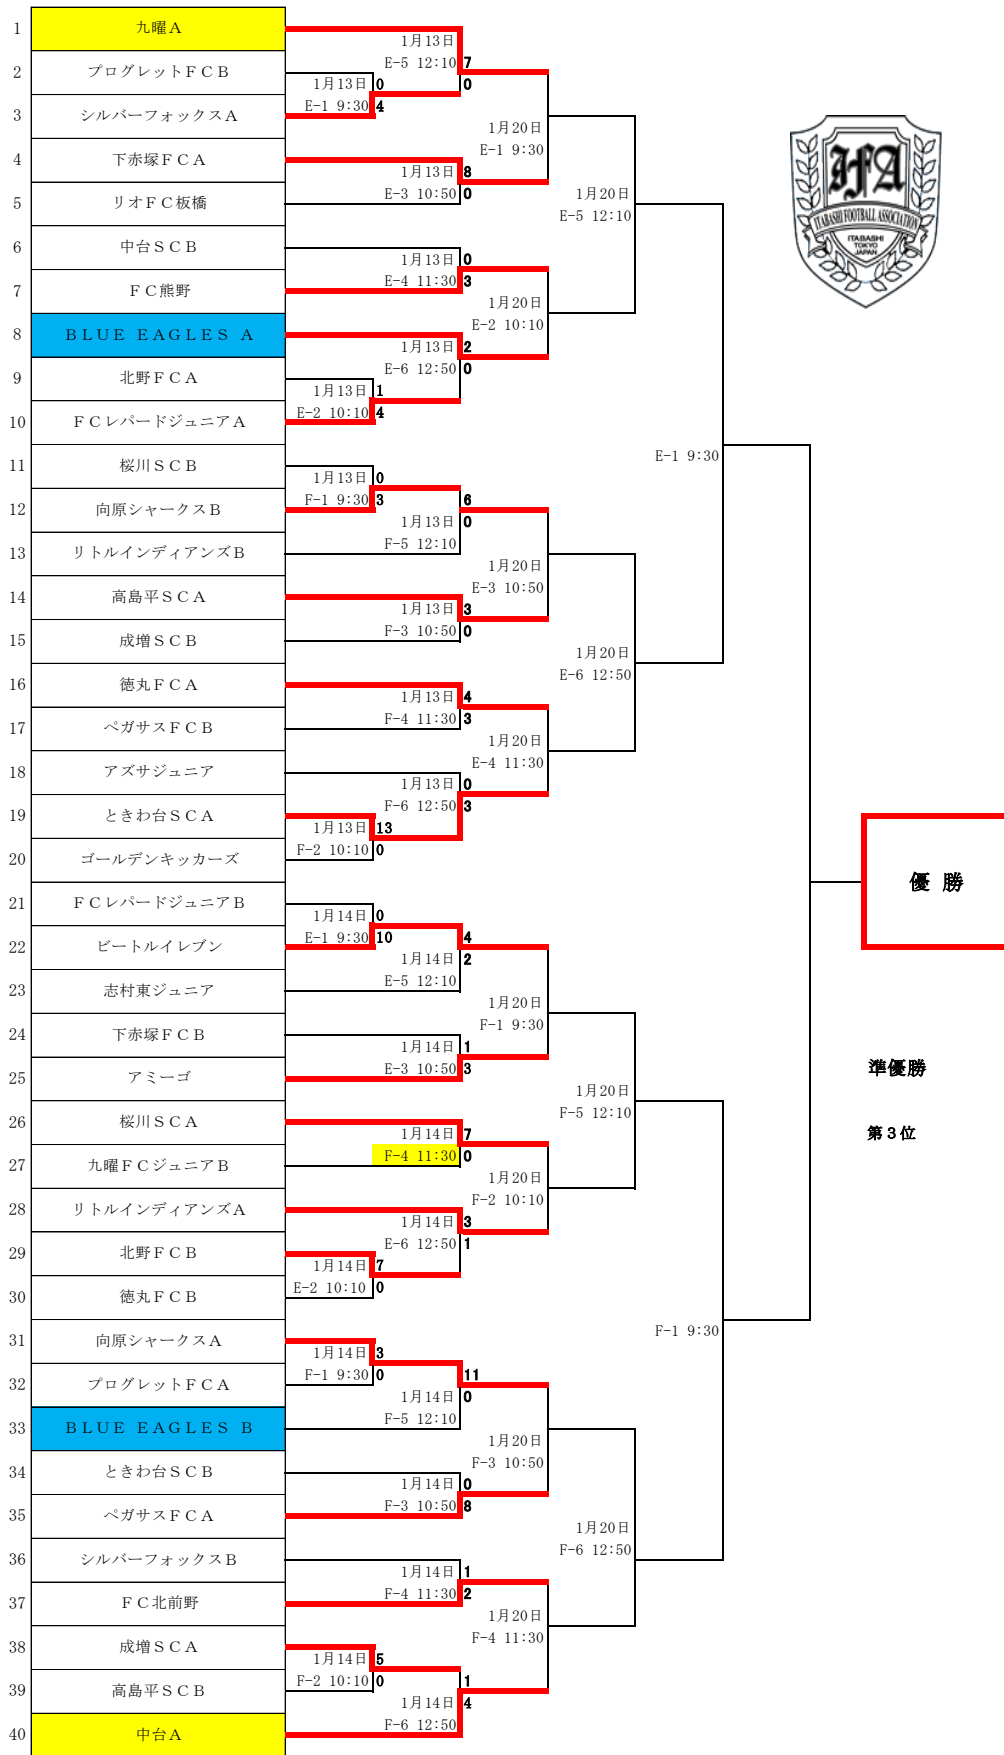 1 九曜A
2 プログレットFCB
3 シルバーフォックスA
4 下赤塚FCA
5 リオFC板橋
6 中台SCB
7 FC熊野
8 BLUE EAGLES A
9 北野FCA
10 FCレパードジュニアA
11 桜川SCB
12 向原シャークスB
13 リトルインディアンズB
14 高島平SCA
15 成増SCB
16 徳丸FCA
17 ペガサスFCB
18 アズサジュニア
19 ときわ台SCA
20 ゴールデンキッカーズ
21 FCレパードジュニアB
22 ビートルイレブン
23 志村東ジュニア
24 下赤塚FCB
25 アミーゴ
26 桜川SCA
27 九曜FCジュニアB
28 リトルインディアンズA
29 北野FCB
30 徳丸FCB
31 向原シャークスA
32 プログレットFCA
33 BLUE EAGLES B
34 ときわ台SCB
35 ペガサスFCA
36 シルバーフォックスB
37 FC北前野
38 成増SCA
39 高島平SCB
40 中台A
1月13日 0
E-1 9:30 4
1月13日 1
E-2 10:10 4
1月13日 0
F-1 9:30 3
1月13日 13
F-2 10:10 0
1月14日 0
E-1 9:30 10
1月14日 7
E-2 10:10 0
1月14日 3
F-1 9:30 0
1月14日 5
F-2 10:10 0
1月13日
E-5 12:10 7
0
1月13日 8
E-3 10:50 0
1月13日 0
E-4 11:30 3
1月13日 2
E-6 12:50 0
6
1月13日 0
F-5 12:10
1月13日 3
F-3 10:50 0
1月13日 4
F-4 11:30 3
1月13日 0
F-6 12:50 3
4
1月14日 2
E-5 12:10
1月14日 1
E-3 10:50 3
1月14日 7
F-4 11:30 0
1月14日 3
E-6 12:50 1
11
1月14日 0
F-5 12:10
1月14日 0
F-3 10:50 8
1月14日 1
F-4 11:30 2
1
1月14日 4
F-6 12:50
1月20日
E-1 9:30
1月20日
E-2 10:10
1月20日
E-3 10:50
1月20日
E-4 11:30
1月20日
F-1 9:30
1月20日
F-2 10:10
1月20日
F-3 10:50
1月20日
F-4 11:30
1月20日
E-5 12:10
1月20日
E-6 12:50
1月20日
F-5 12:10
1月20日
F-6 12:50
E-1 9:30
F-1 9:30
IFA
ITABASHI FOOTBALL ASSOCIATION
ITABASHI
TOKYO
JAPAN
優 勝
準優勝
第3位